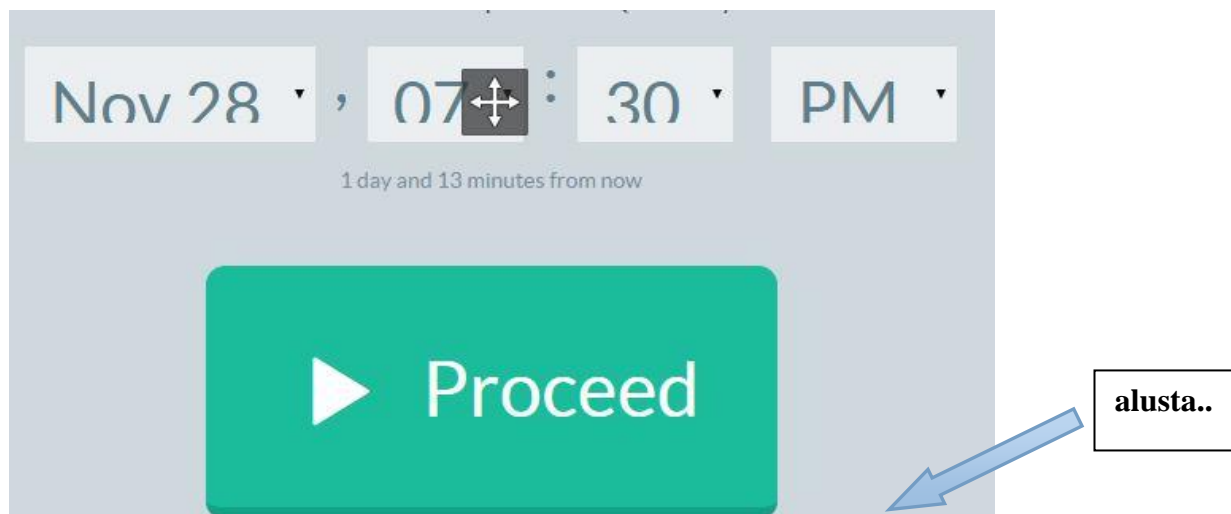 Nov 28 , 07 : 30 PM
1 day and 13 minutes from now
Proceed
alusta..